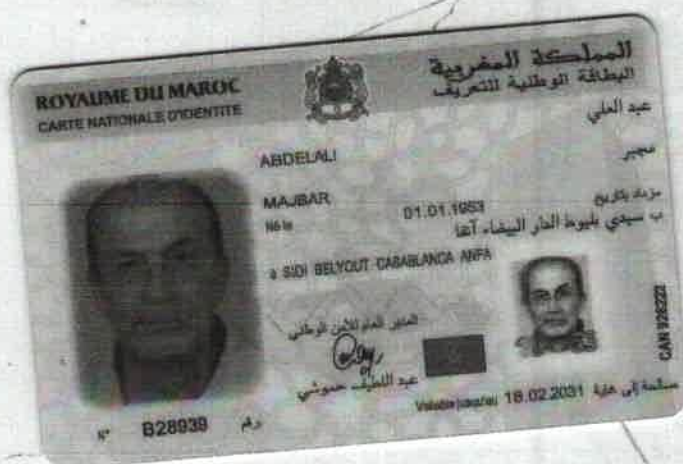 ROYAUME DU MAROC
CARTE NATIONALE D'IDENTITE
المملكة المغربية
البطاقة الوطنية للتعريف
عبد العلي
ABDELALI
مجبر
MAJBAR
Né le 01.01.1953 مزداد بتاريخ
ب سيدي بليوط الدار البيضاء آنفا
à SIDI BELYOUT CASABLANCA ANFA
المدير العام للأمن الوطني
عبد اللطيف حموشي
CAN 928222
N° B28939 رقم
Valable jusqu'au 18.02.2031 صالحة إلى غاية